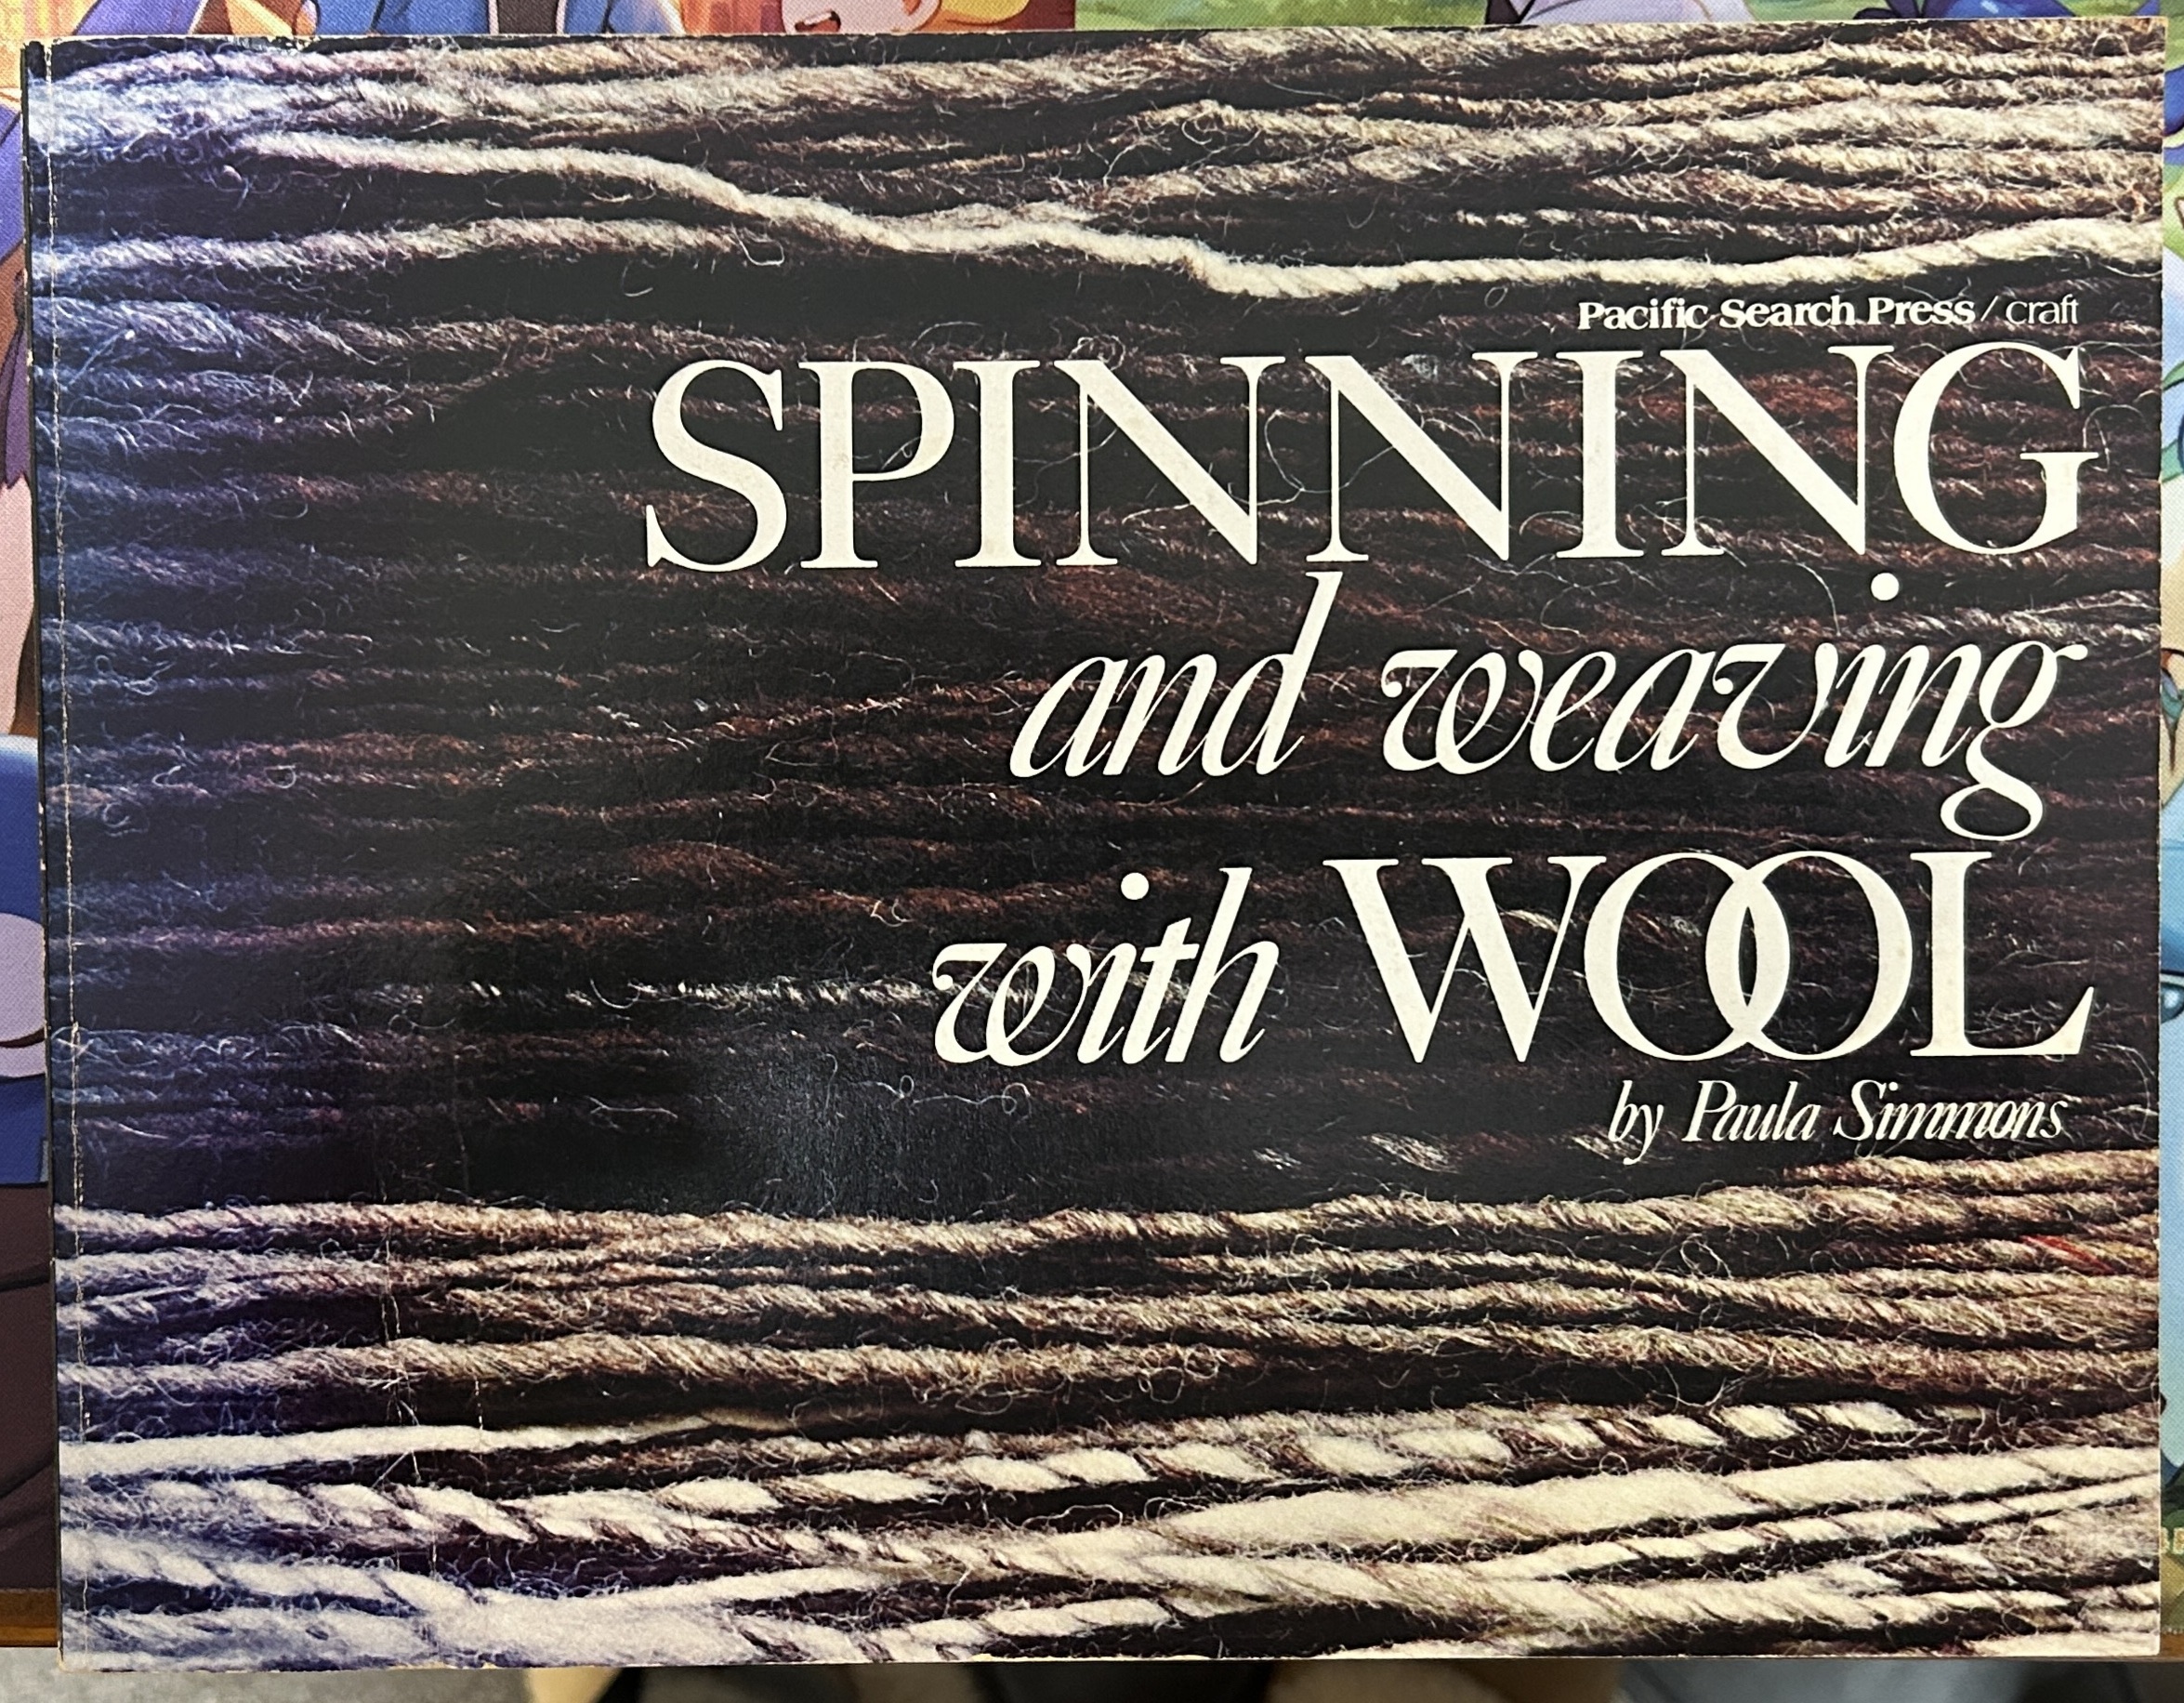 Pacific Search Press / craft
SPINNING
and weaving
with WOOL
by Paula Simmons